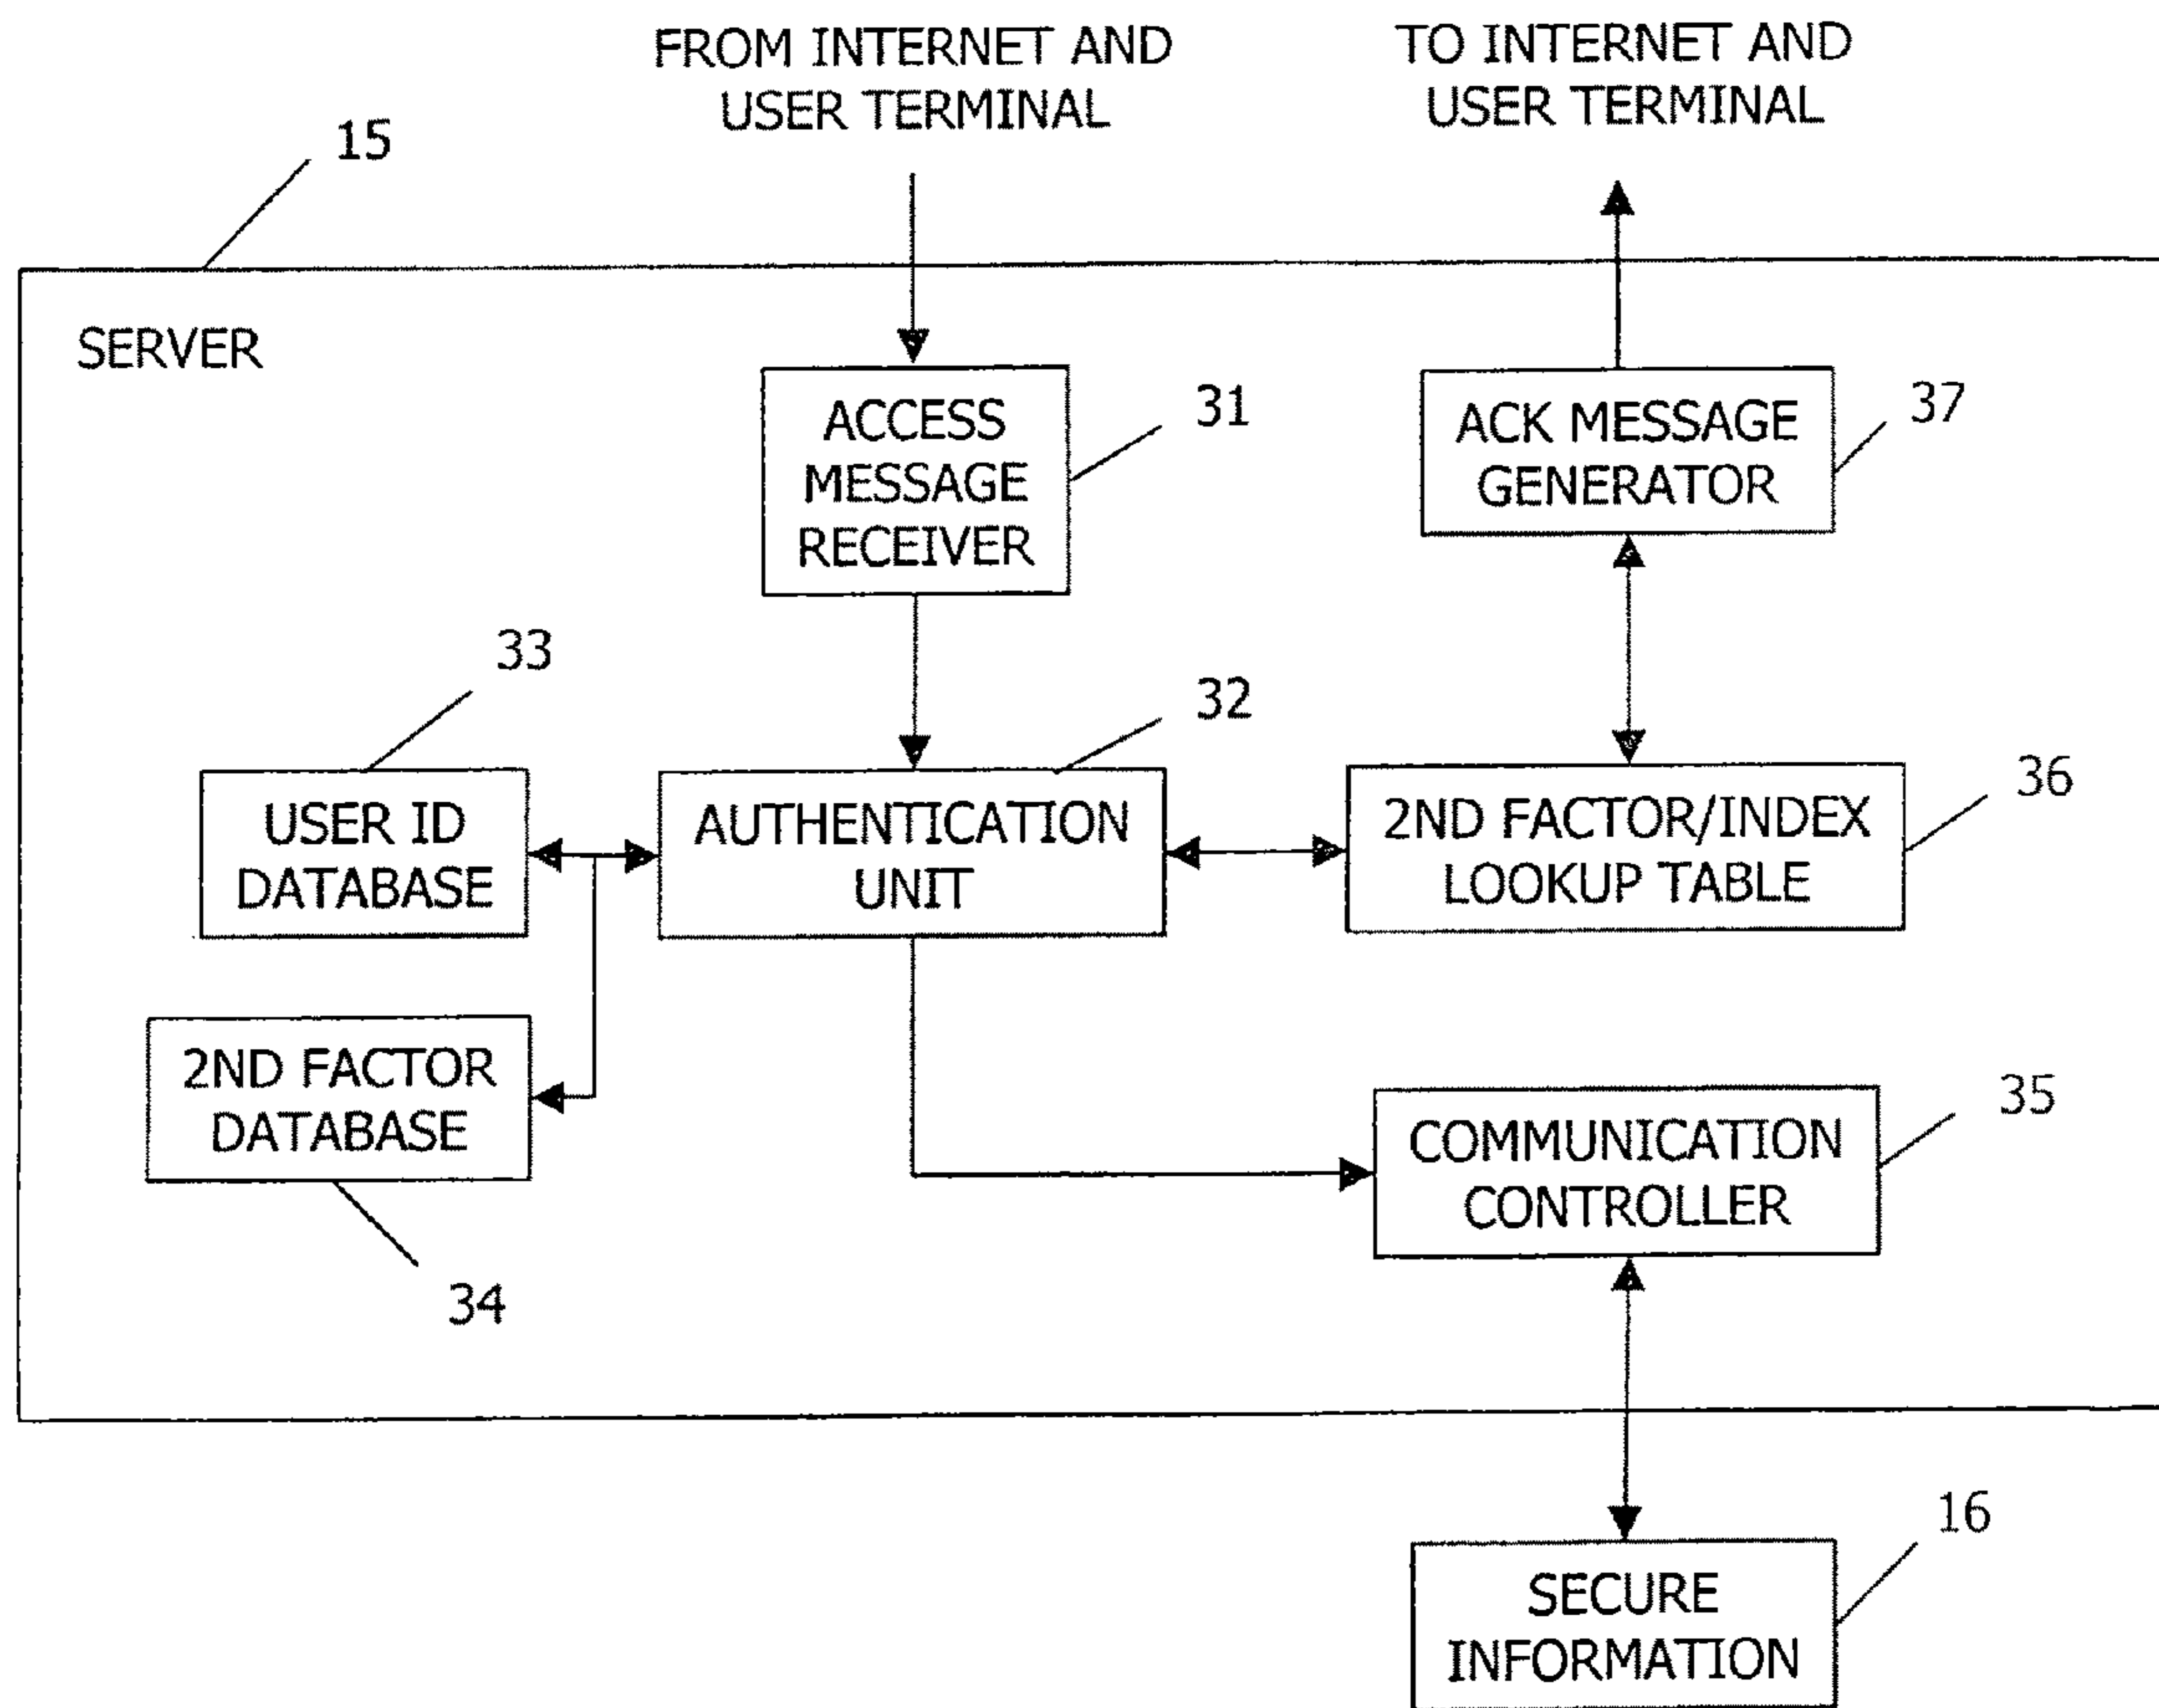 FROM INTERNET AND
USER TERMINAL
TO INTERNET AND
USER TERMINAL
15
SERVER
ACCESS
MESSAGE
RECEIVER
31
ACK MESSAGE
GENERATOR
37
33
32
36
USER ID
DATABASE
AUTHENTICATION
UNIT
2ND FACTOR/INDEX
LOOKUP TABLE
2ND FACTOR
DATABASE
34
COMMUNICATION
CONTROLLER
35
16
SECURE
INFORMATION